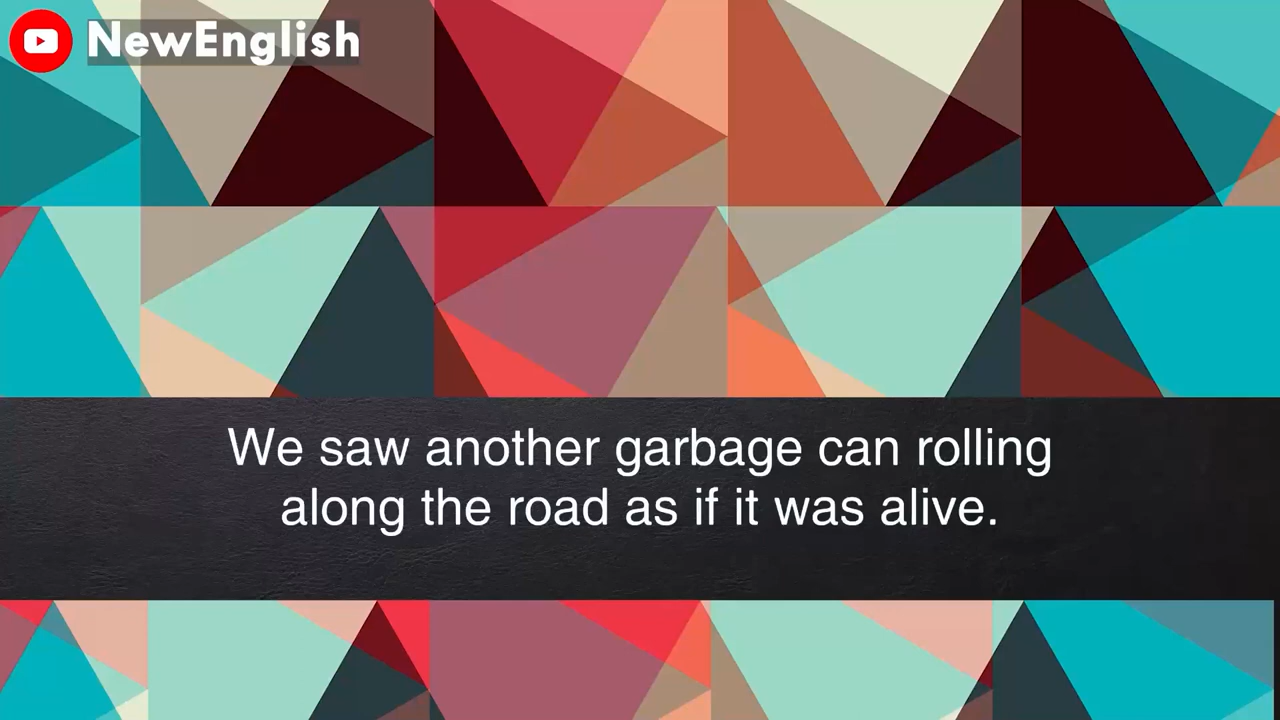 NewEnglish
We saw another garbage can rolling
along the road as if it was alive.